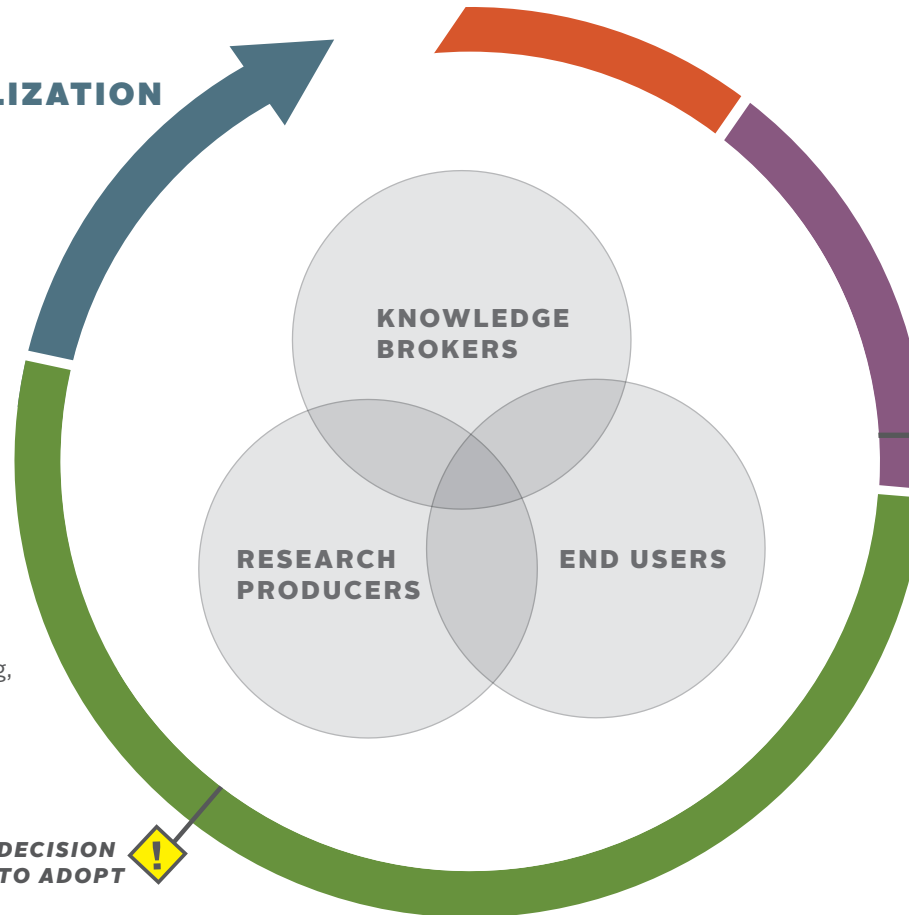 LIZATION
KNOWLEDGE
BROKERS
RESEARCH
PRODUCERS
END USERS
g,
!
DECISION
TO ADOPT